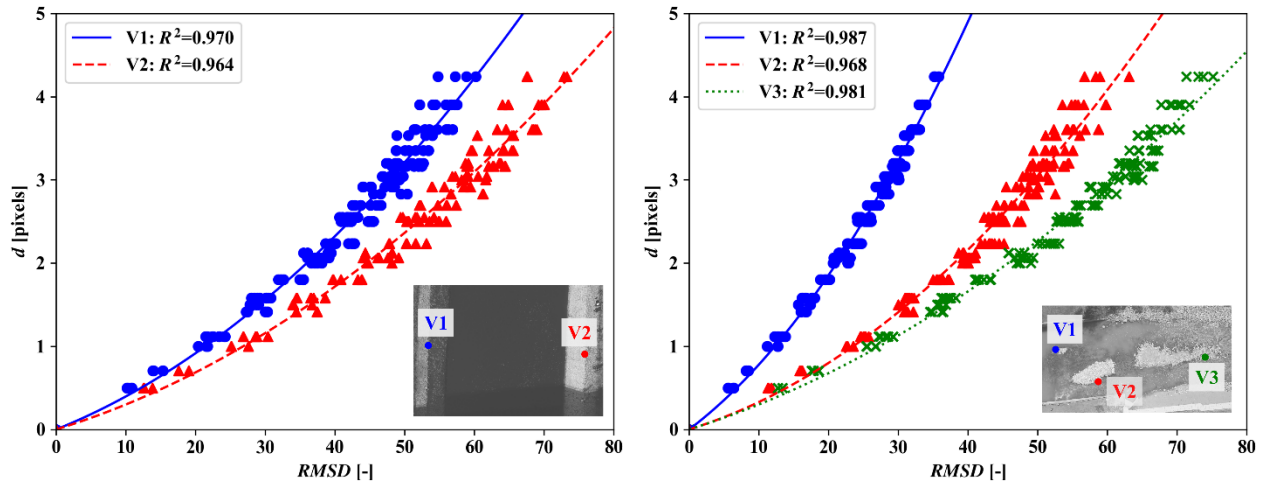 V1: R²=0.970
V2: R²=0.964
5
4
3
2
1
0
d [pixels]
V1
V2
0 10 20 30 40 50 60 70 80
RMSD [-]
V1: R²=0.987
V2: R²=0.968
V3: R²=0.981
5
4
3
2
1
0
d [pixels]
V1
V2
V3
0 10 20 30 40 50 60 70 80
RMSD [-]